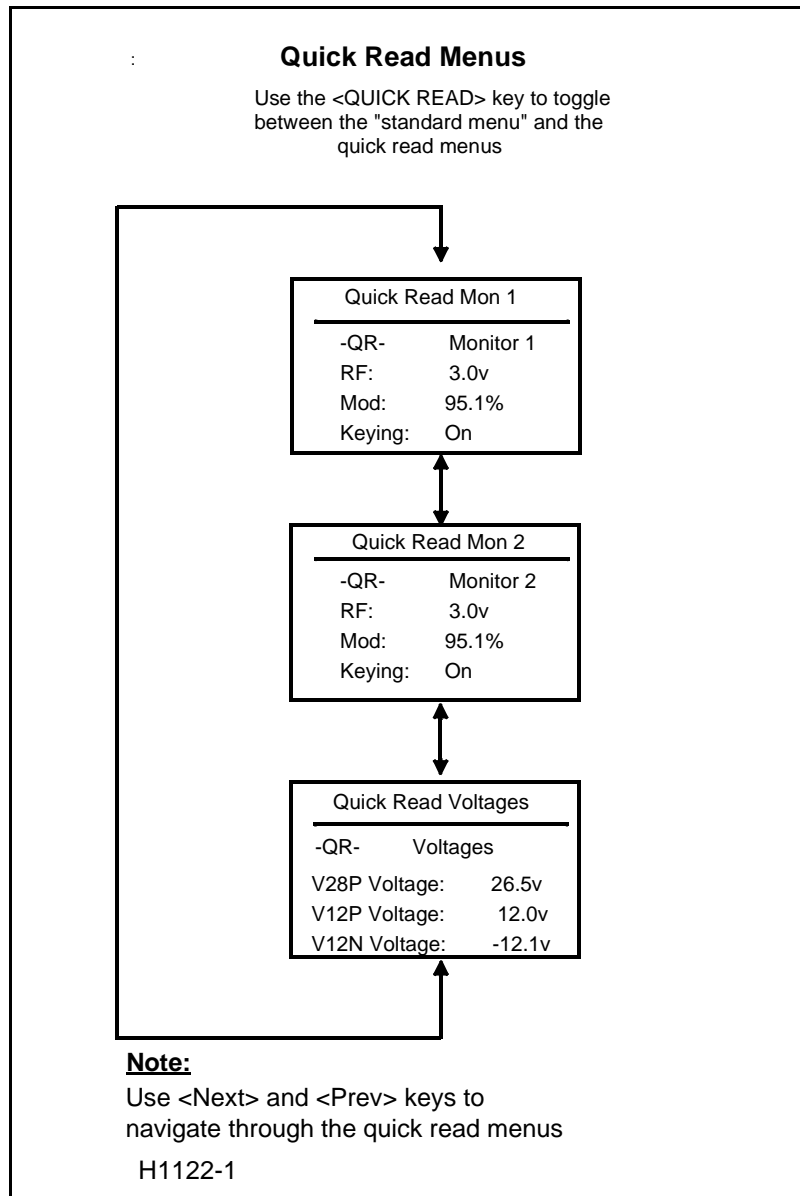 :
Quick Read Menus
Use the <QUICK READ> key to toggle
between the "standard menu" and the
quick read menus
Quick Read Mon 1
-QR- Monitor 1
RF: 3.0v
Mod: 95.1%
Keying: On
Quick Read Mon 2
-QR- Monitor 2
RF: 3.0v
Mod: 95.1%
Keying: On
Quick Read Voltages
-QR- Voltages
V28P Voltage: 26.5v
V12P Voltage: 12.0v
V12N Voltage: -12.1v
Note:
Use <Next> and <Prev> keys to
navigate through the quick read menus
H1122-1